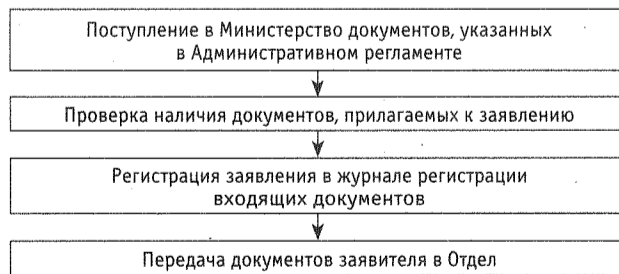 Поступление в Министерство документов, указанных
в Административном регламенте
Проверка наличия документов, прилагаемых к заявлению
Регистрация заявления в журнале регистрации
входящих документов
Передача документов заявителя в Отдел